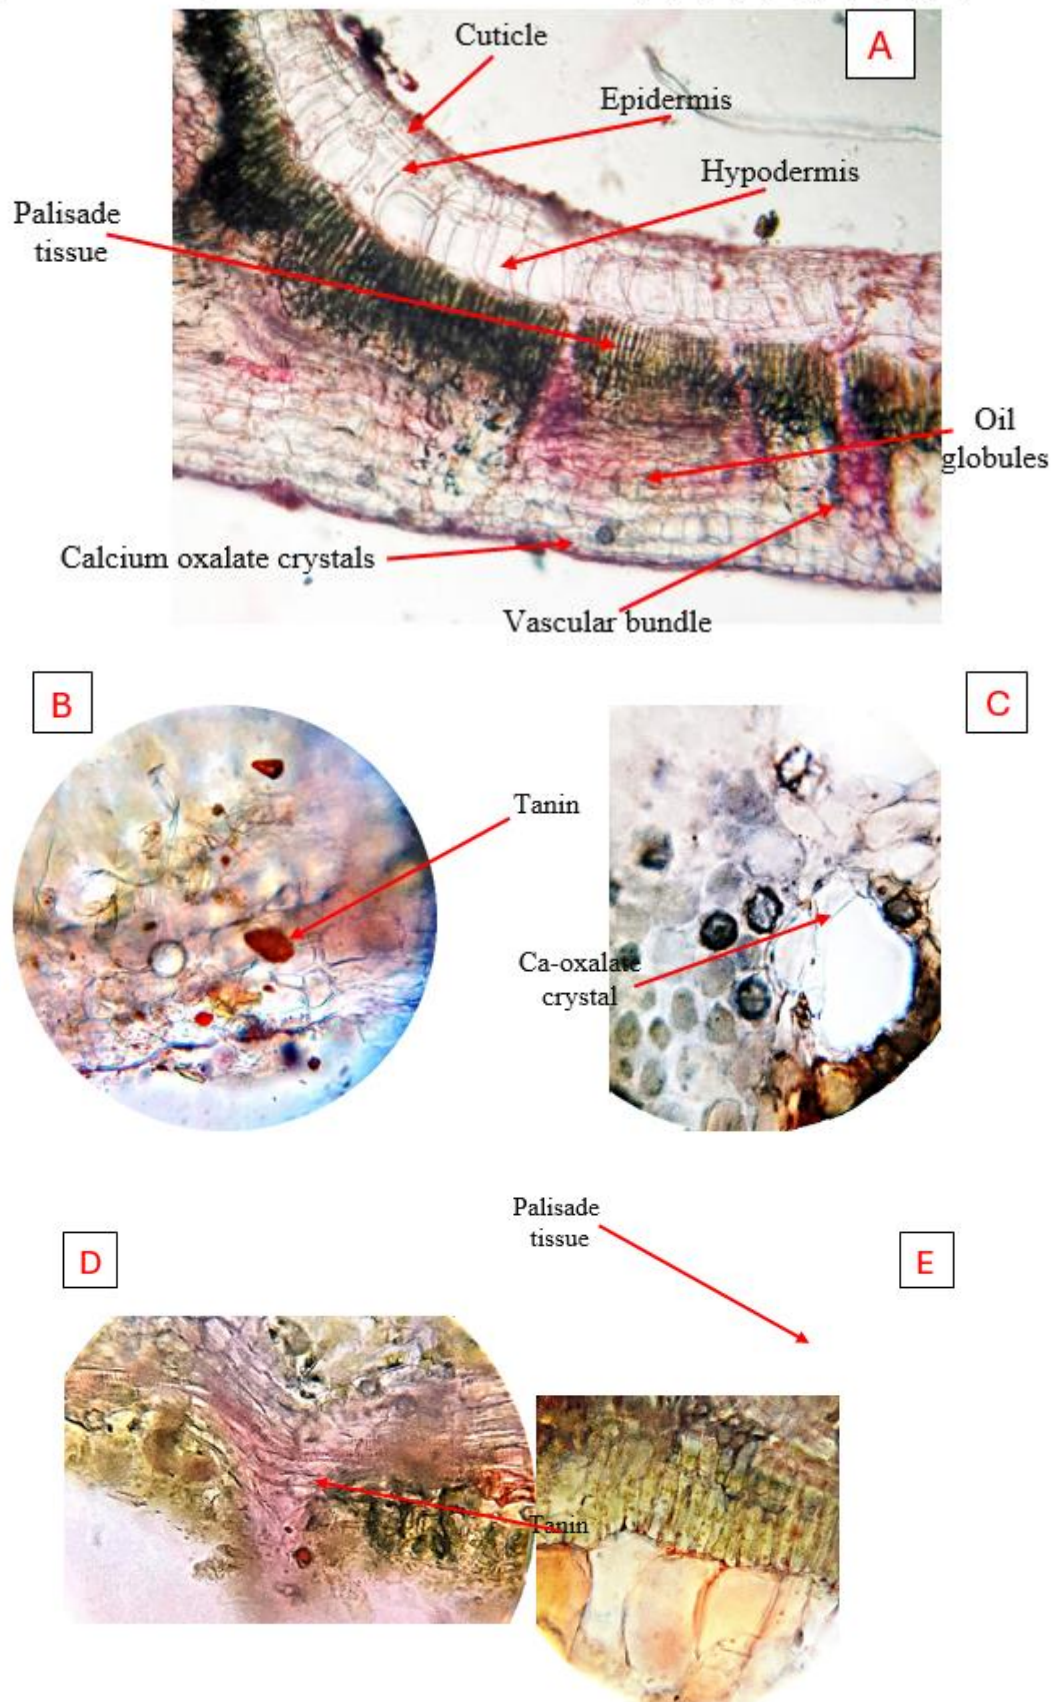 A
Cuticle
Epidermis
Hypodermis
Palisade
tissue
Oil
globules
Calcium oxalate crystals
Vascular bundle
B
C
Tanin
Ca-oxalate
crystal
Palisade
tissue
D
E
Tanin